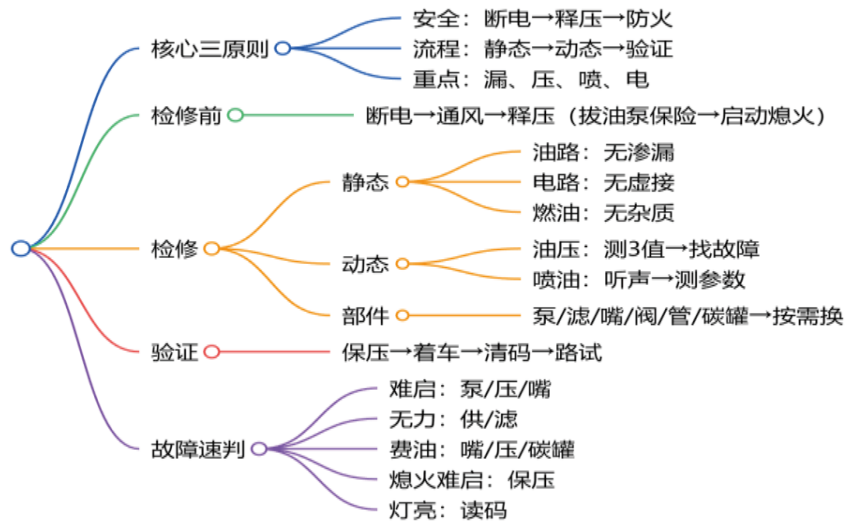 核心三原则
安全：断电→释压→防火
流程：静态→动态→验证
重点：漏、压、喷、电
检修前
断电→通风→释压（拔油泵保险→启动熄火）
检修
静态
油路：无渗漏
电路：无虚接
燃油：无杂质
动态
油压：测3值→找故障
喷油：听声→测参数
部件
泵/滤/嘴/阀/管/碳罐→按需换
验证
保压→着车→清码→路试
故障速判
难启：泵/压/嘴
无力：供/滤
费油：嘴/压/碳罐
熄火难启：保压
灯亮：读码